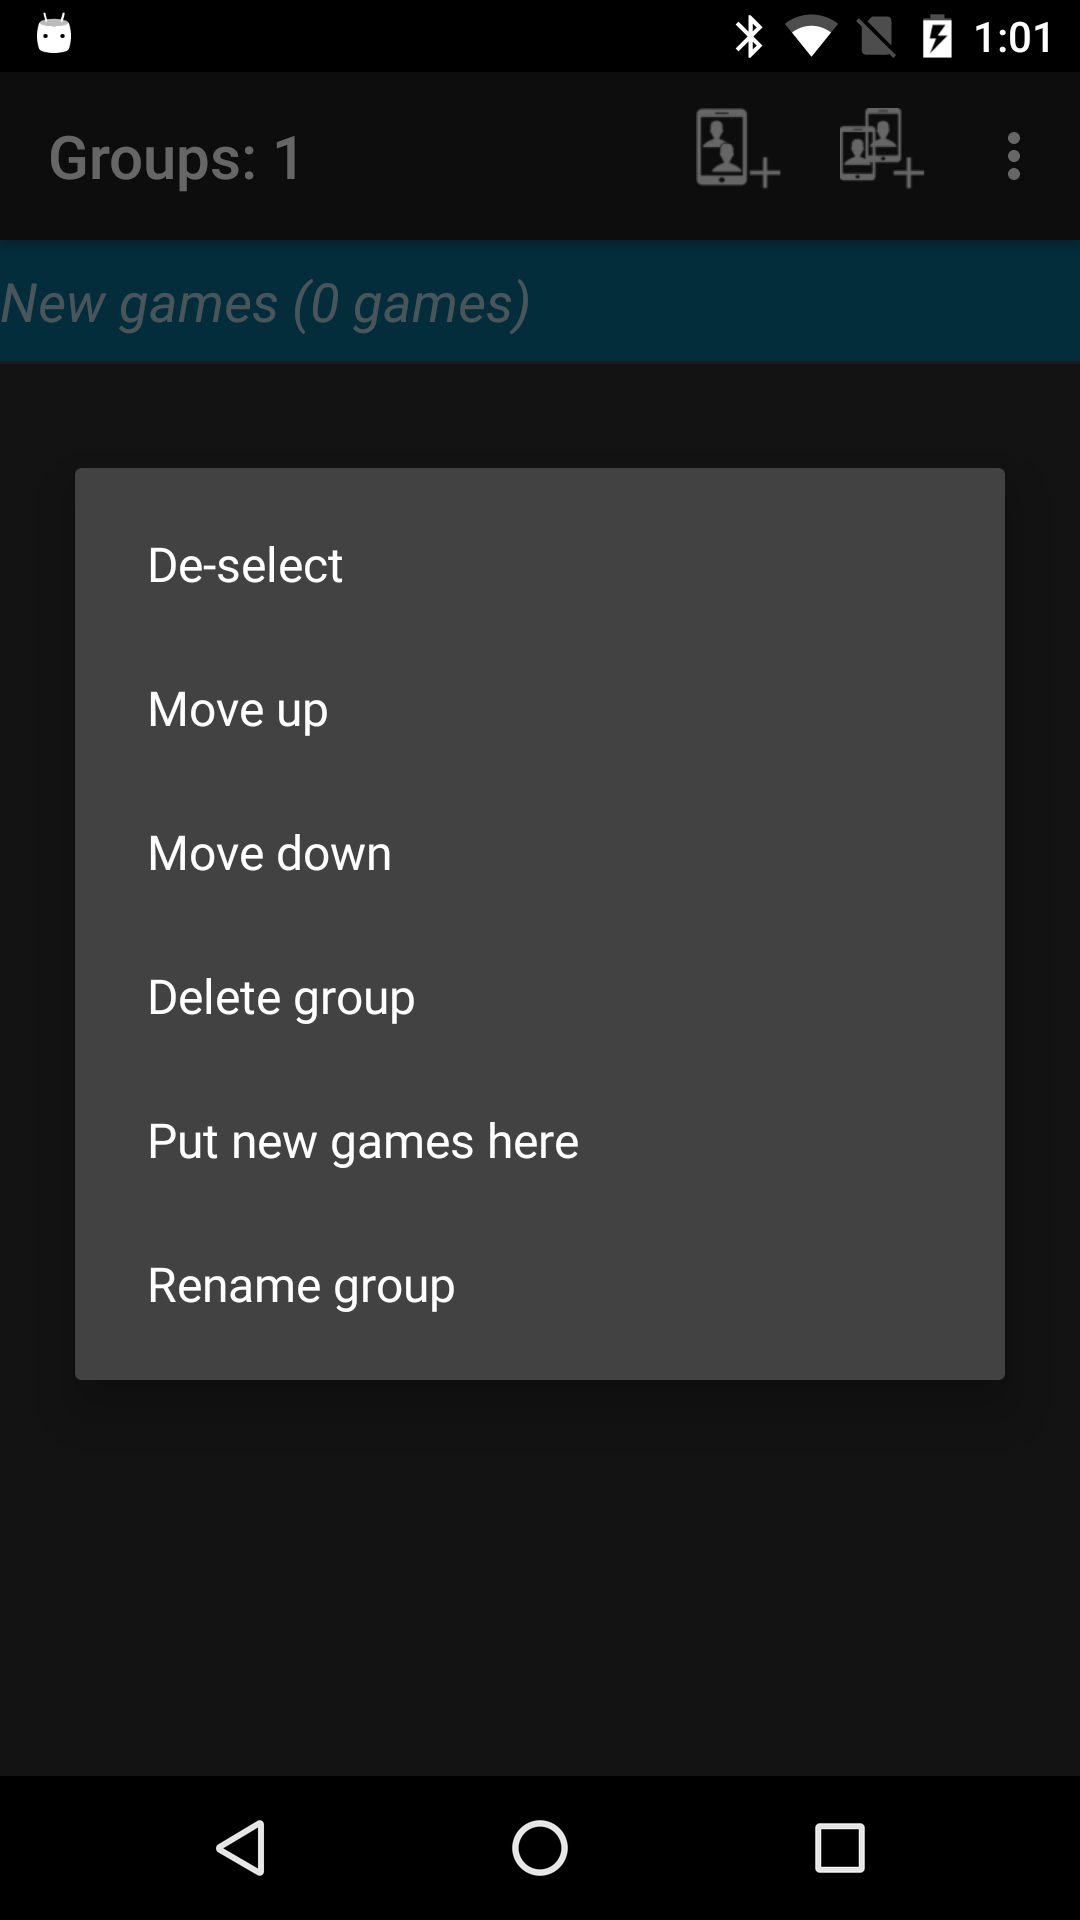 1:01
Groups: 1
New games (0 games)
De-select
Move up
Move down
Delete group
Put new games here
Rename group